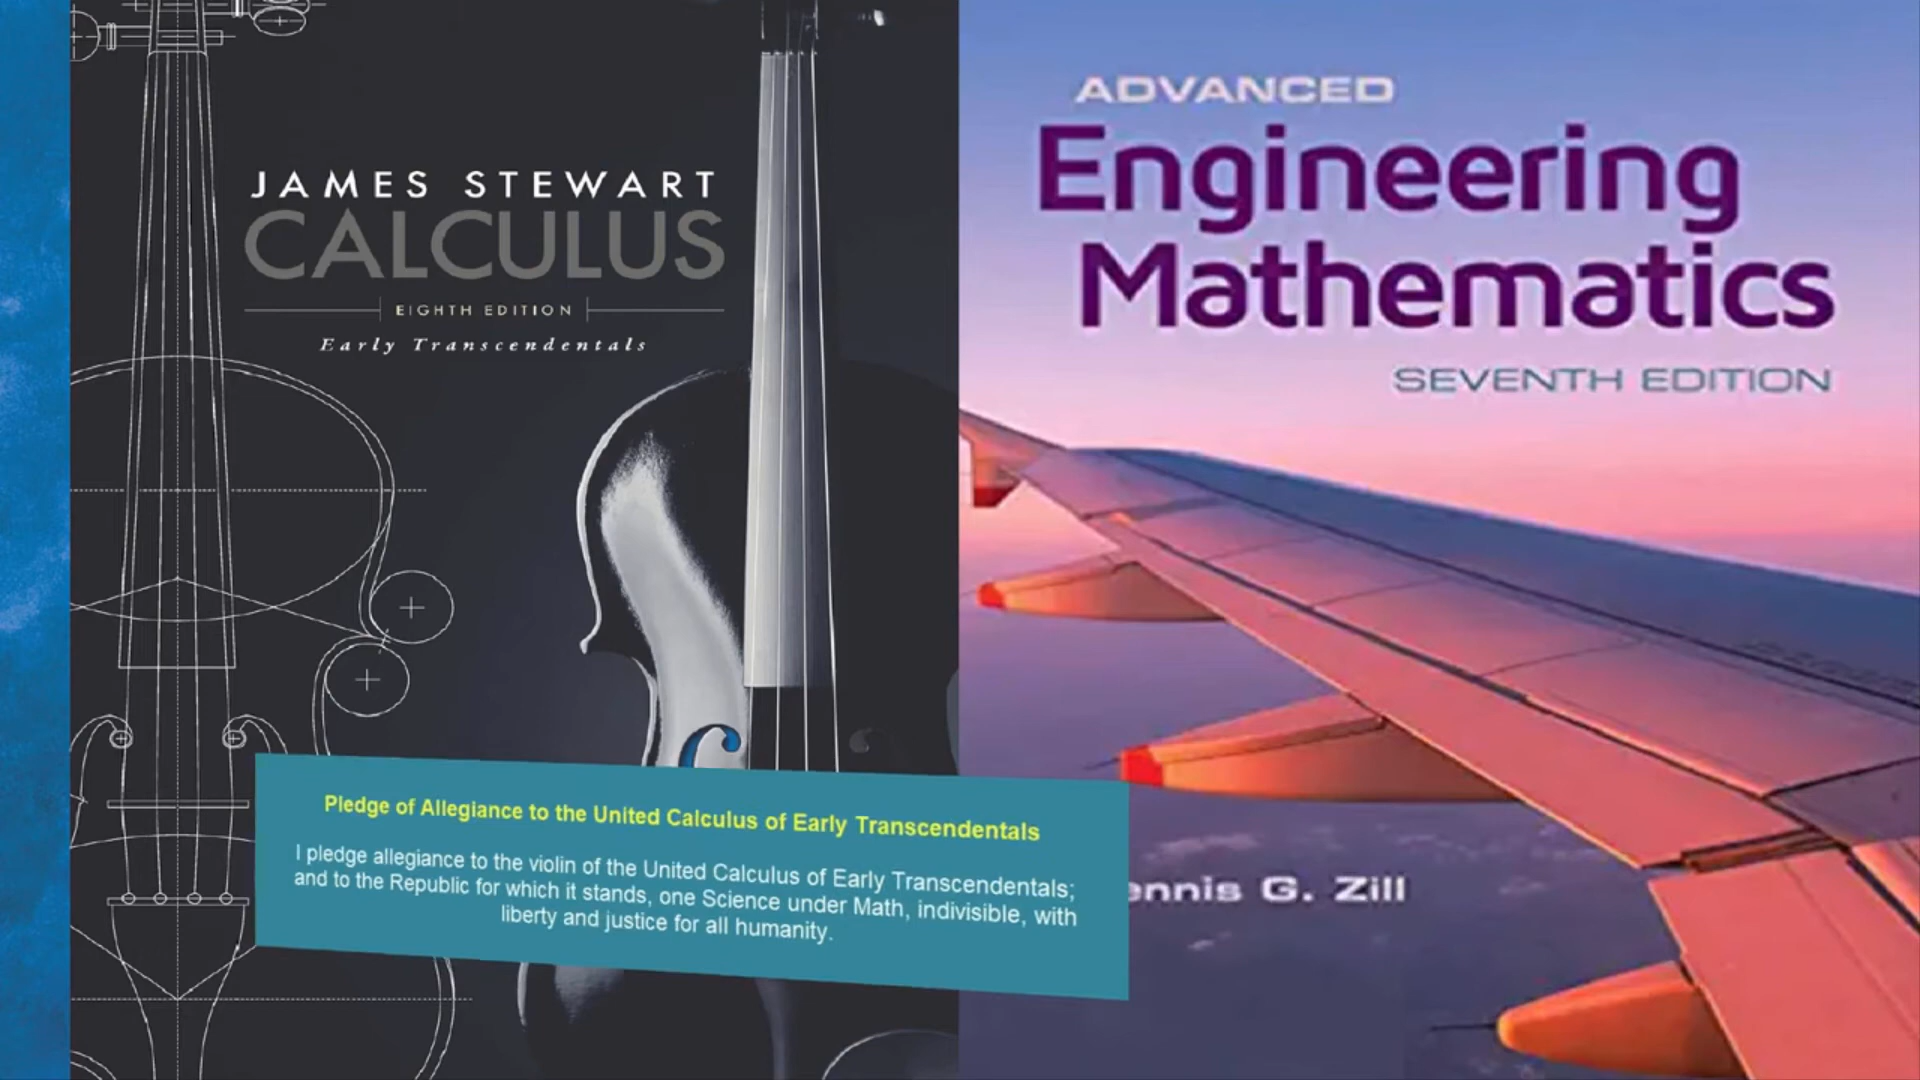 JAMES STEWART
CALCULUS
EIGHTH EDITION
Early Transcendentals
ADVANCED
Engineering
Mathematics
SEVENTH EDITION
Pledge of Allegiance to the United Calculus of Early Transcendentals
I pledge allegiance to the violin of the United Calculus of Early Transcendentals;
and to the Republic for which it stands, one Science under Math, indivisible, with
liberty and justice for all humanity.
ennis G. Zill